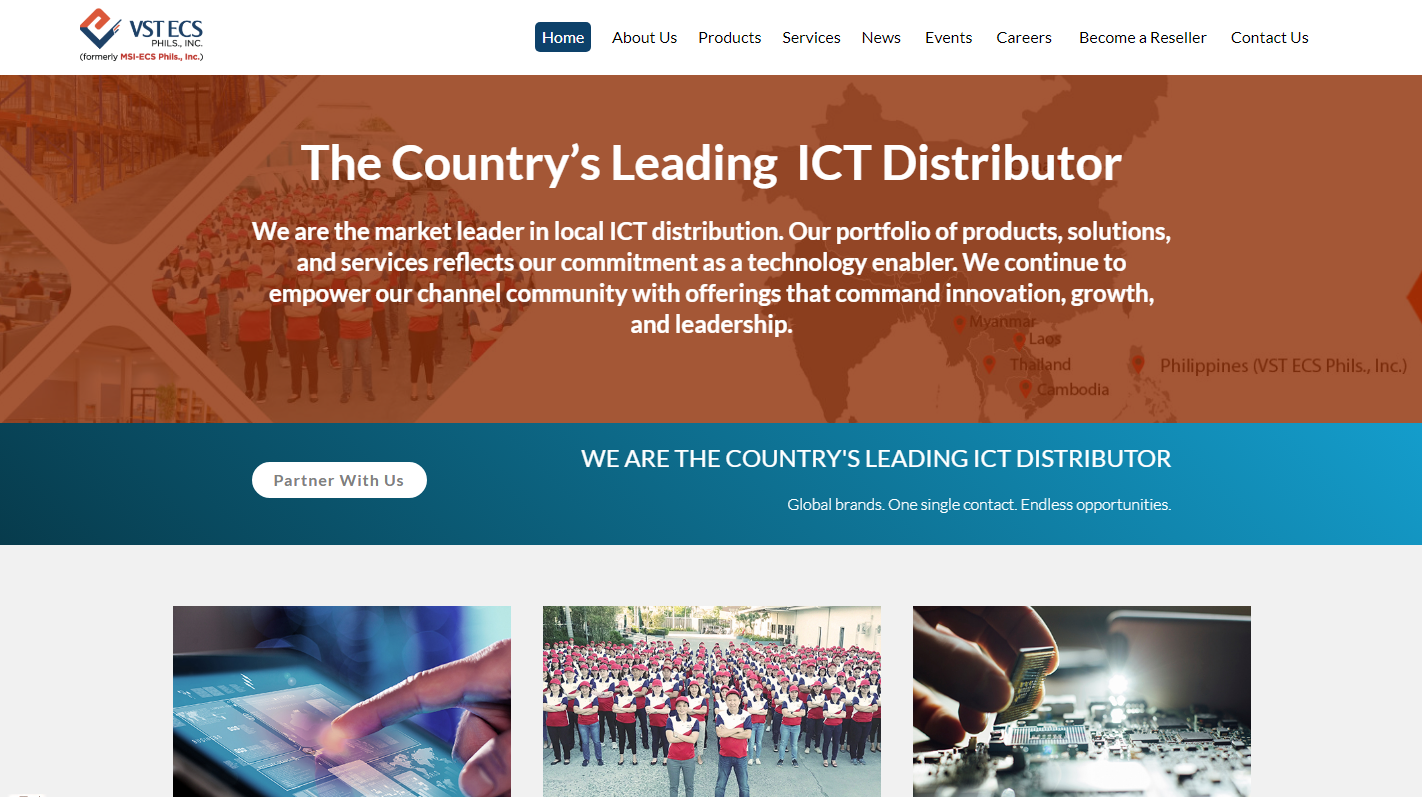 VST ECS
PHILS., INC.
(formerly MSI-ECS Phils., Inc.)
Home
About Us
Products
Services
News
Events
Careers
Become a Reseller
Contact Us
The Country’s Leading ICT Distributor
We are the market leader in local ICT distribution. Our portfolio of products, solutions,
and services reflects our commitment as a technology enabler. We continue to
empower our channel community with offerings that command innovation, growth,
and leadership.
Myanmar
Laos
Thailand
Philippines (VST ECS Phils., Inc.)
Cambodia
Partner With Us
WE ARE THE COUNTRY'S LEADING ICT DISTRIBUTOR
Global brands. One single contact. Endless opportunities.